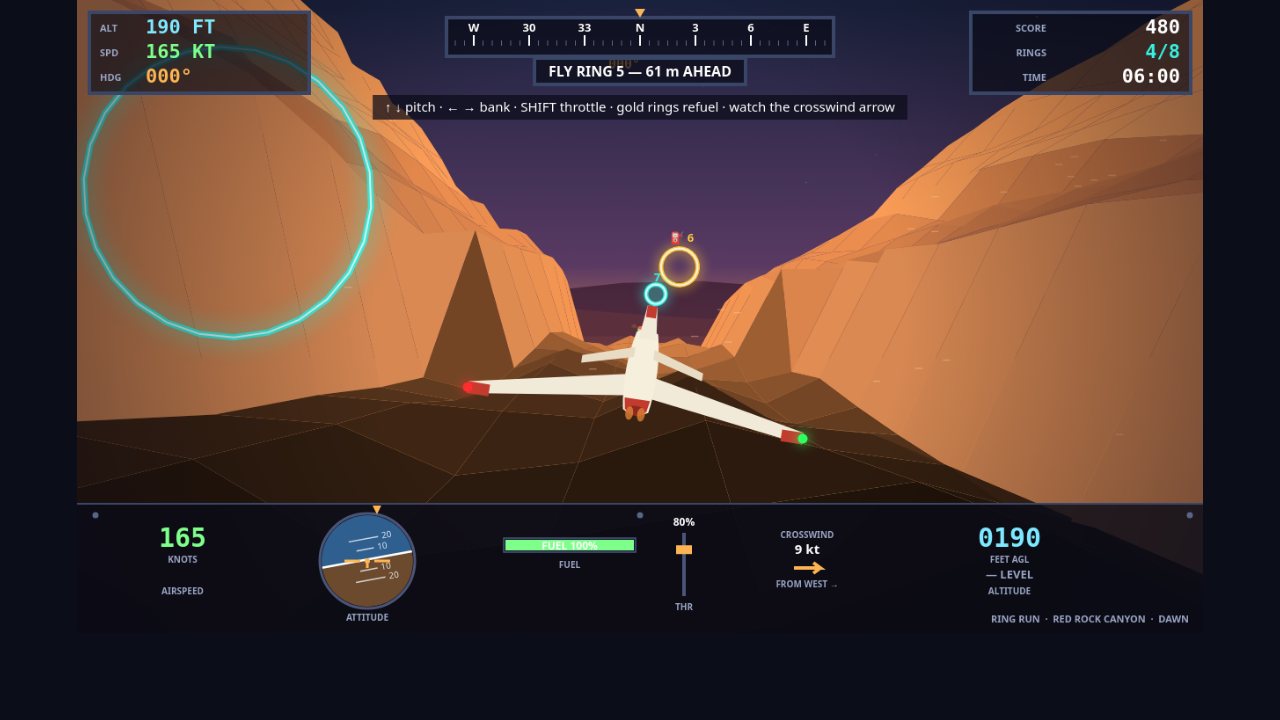 ALT 190 FT
SPD 165 KT
HDG 000°
W 30 33 N 3 6 E
000°
FLY RING 5 — 61 m AHEAD
↑ ↓ pitch · ← → bank · SHIFT throttle · gold rings refuel · watch the crosswind arrow
SCORE 480
RINGS 4/8
TIME 06:00
6
7
165
KNOTS
AIRSPEED
20
10
10
20
ATTITUDE
FUEL 100%
FUEL
80%
THR
CROSSWIND
9 kt
FROM WEST →
0190
FEET AGL
— LEVEL
ALTITUDE
RING RUN · RED ROCK CANYON · DAWN